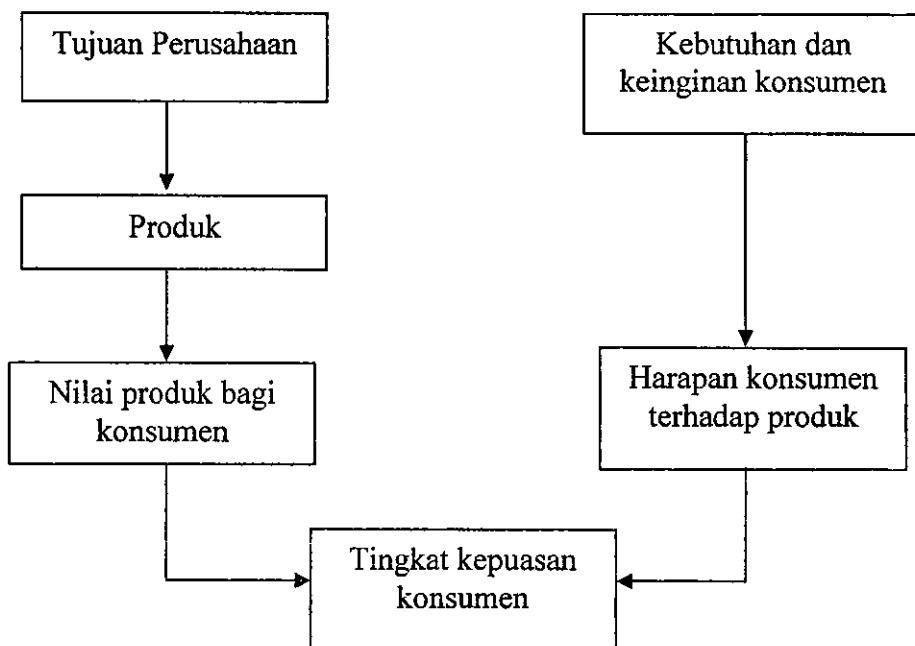 Tujuan Perusahaan
Kebutuhan dan
keinginan konsumen
Produk
Nilai produk bagi
konsumen
Harapan konsumen
terhadap produk
Tingkat kepuasan
konsumen